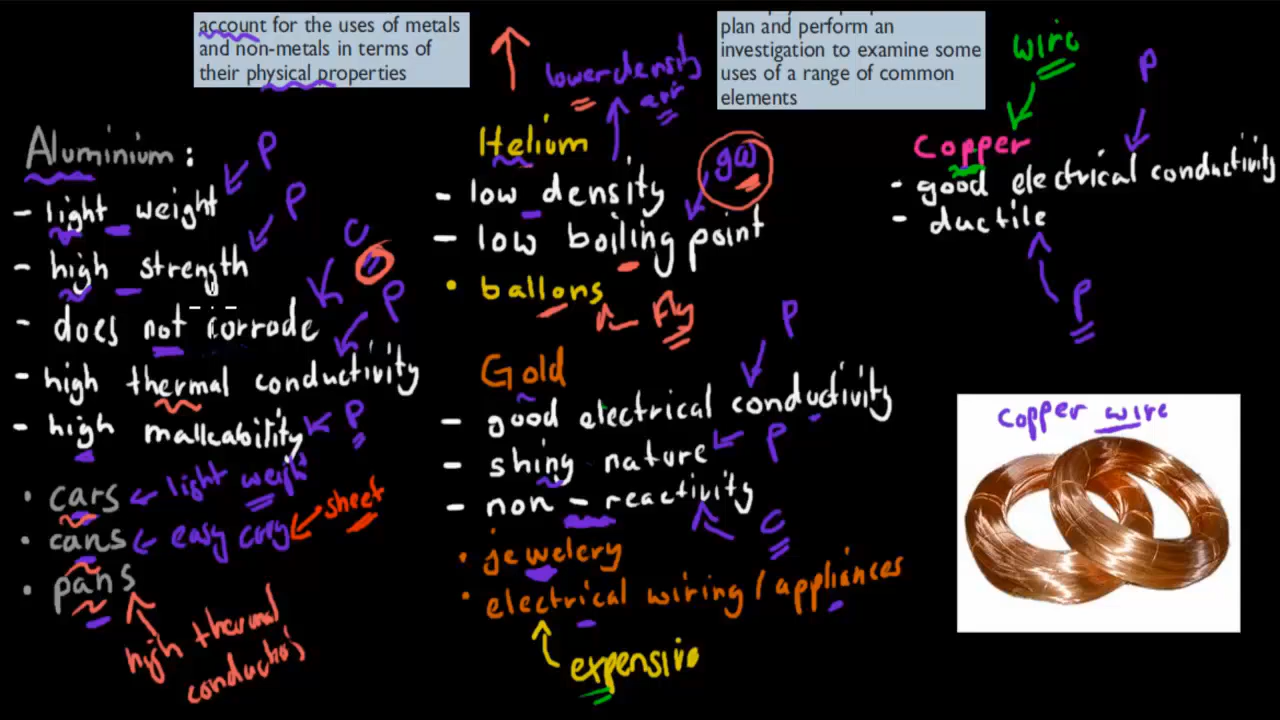 account for the uses of metals
and non-metals in terms of
their physical properties
plan and perform an
investigation to examine some
uses of a range of common
elements
Aluminium:
P
- light weight
P
- high strength
C
- does not corrode
P
- high thermal conductivity
- high malleability
P
• cars
light weight
• cans
easy carry
sheet
• pans
high thermal
lower density
air
Helium
gas
- low density
- low boiling point
• ballons
Fly
Gold
P
- good electrical conductivity
- shing nature
P
- non - reactivity
C
• jewelery
• electrical wiring / appliances
expensive
wire
P
Copper
- good electrical conductivity
- ductile
P
copper wire